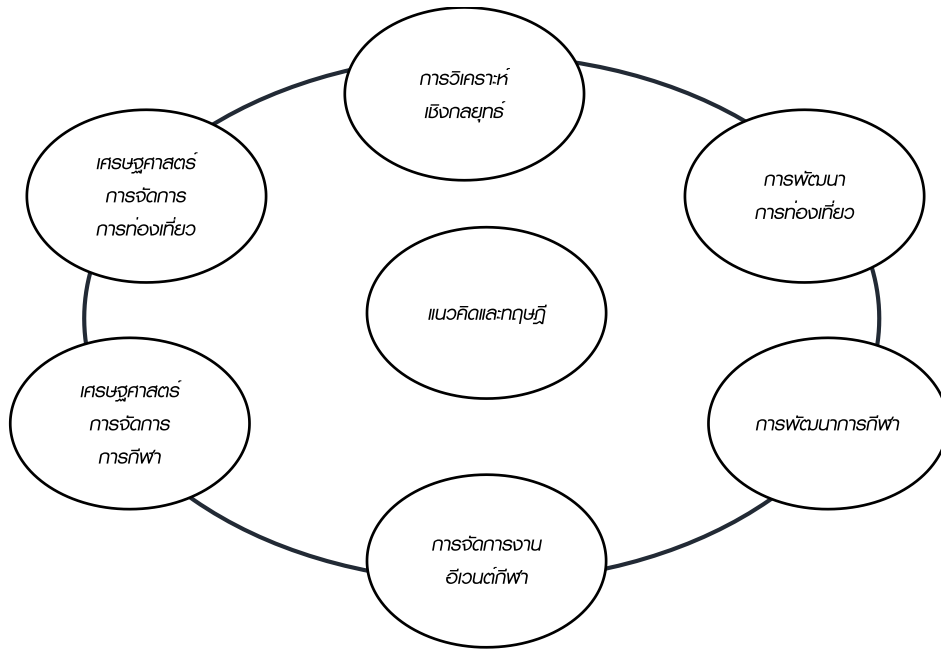 การวิเคราะห์
เชิงกลยุทธ์
เศรษฐศาสตร์
การจัดการ
การท่องเที่ยว
การพัฒนา
การท่องเที่ยว
แนวคิดและทฤษฎี
เศรษฐศาสตร์
การจัดการ
การกีฬา
การพัฒนาการกีฬา
การจัดการงาน
อีเวนต์กีฬา